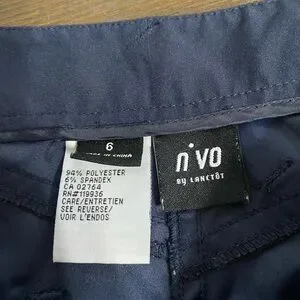 6
MADE IN CHINA
94% POLYESTER
6% SPANDEX
CA 02764
RN#119936
CARE/ENTRETIEN
SEE REVERSE/
VOIR L'ENDOS
n'vo
BY LANCTÔT